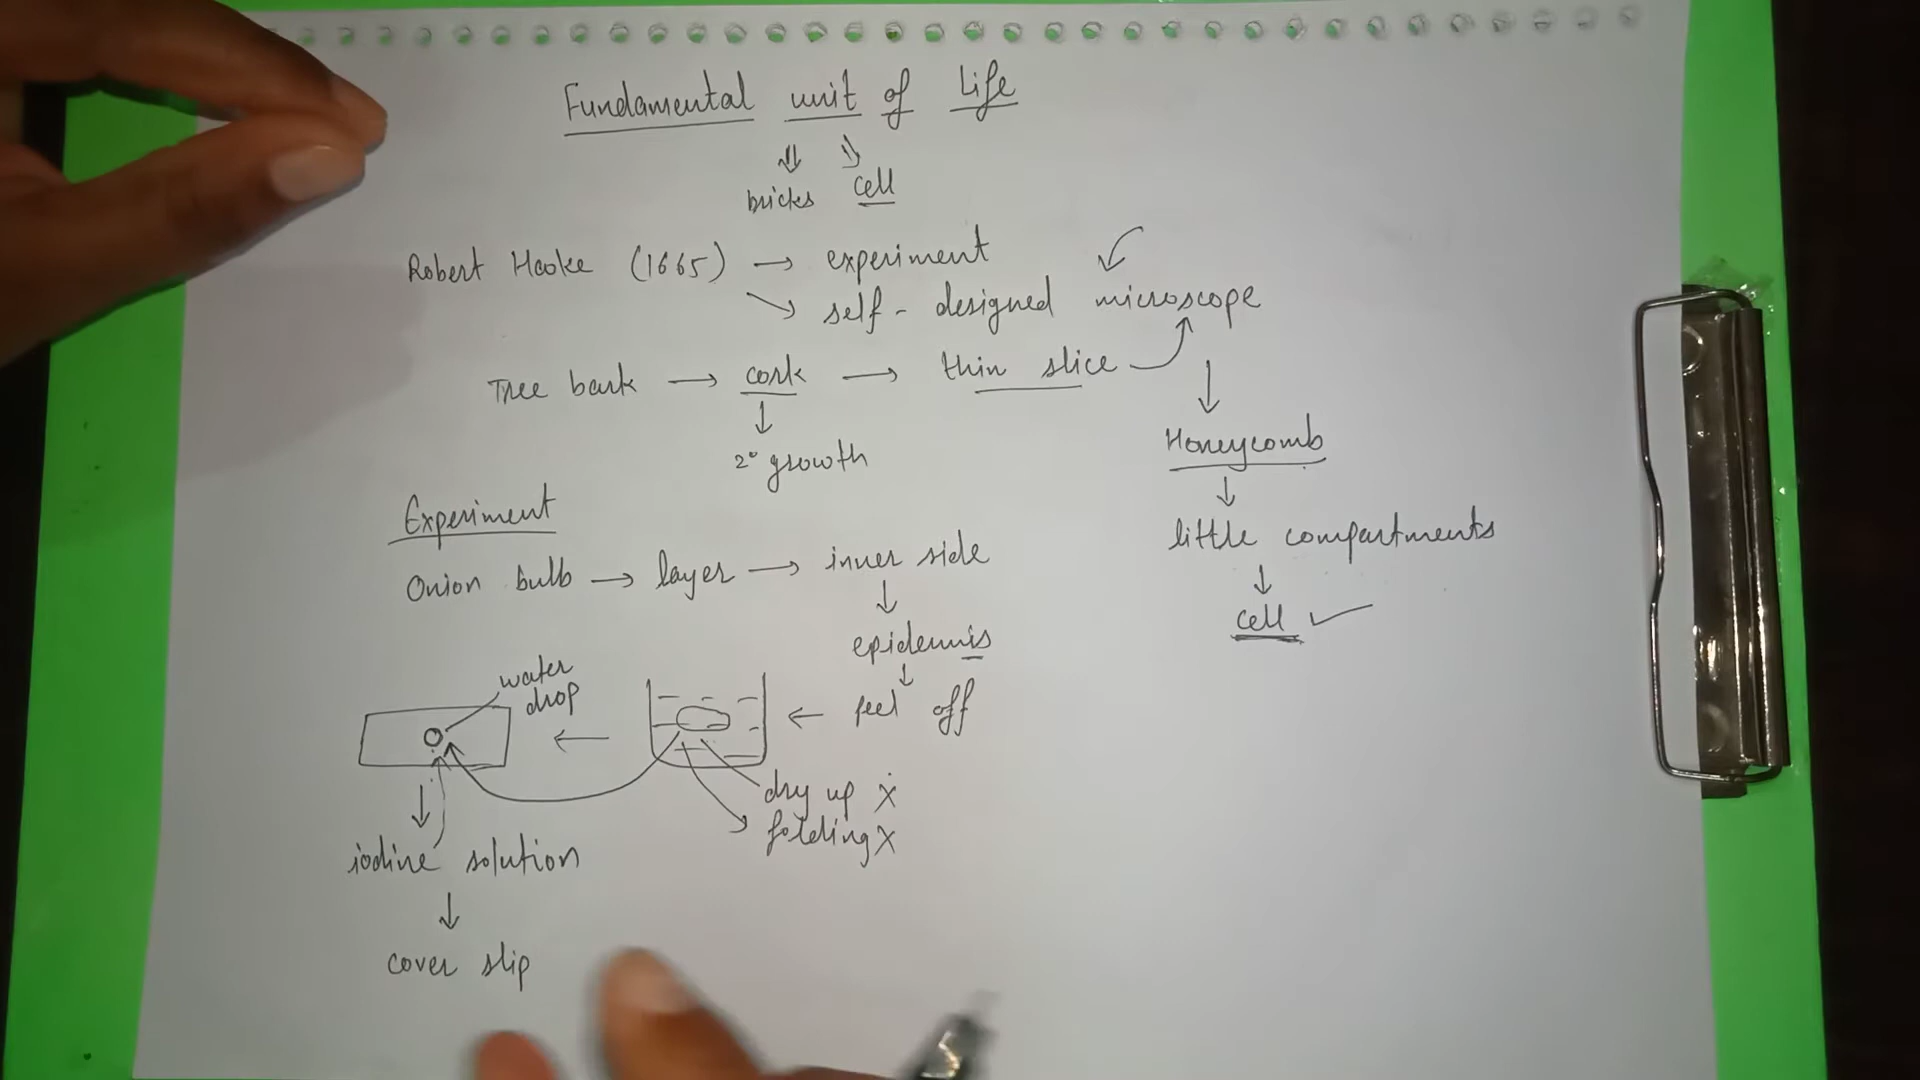 Fundamental unit of Life
bricks cell
Robert Hooke (1665) → experiment
↘ self - designed microscope
Tree bark → cork → thin slice
↓
2° growth
Honeycomb
↓
little compartments
↓
cell ✓
Experiment
Onion bulb → layer → inner side
↓
epidermis
↓
peel off
water
drop
dry up X
folding X
iodine solution
↓
cover slip